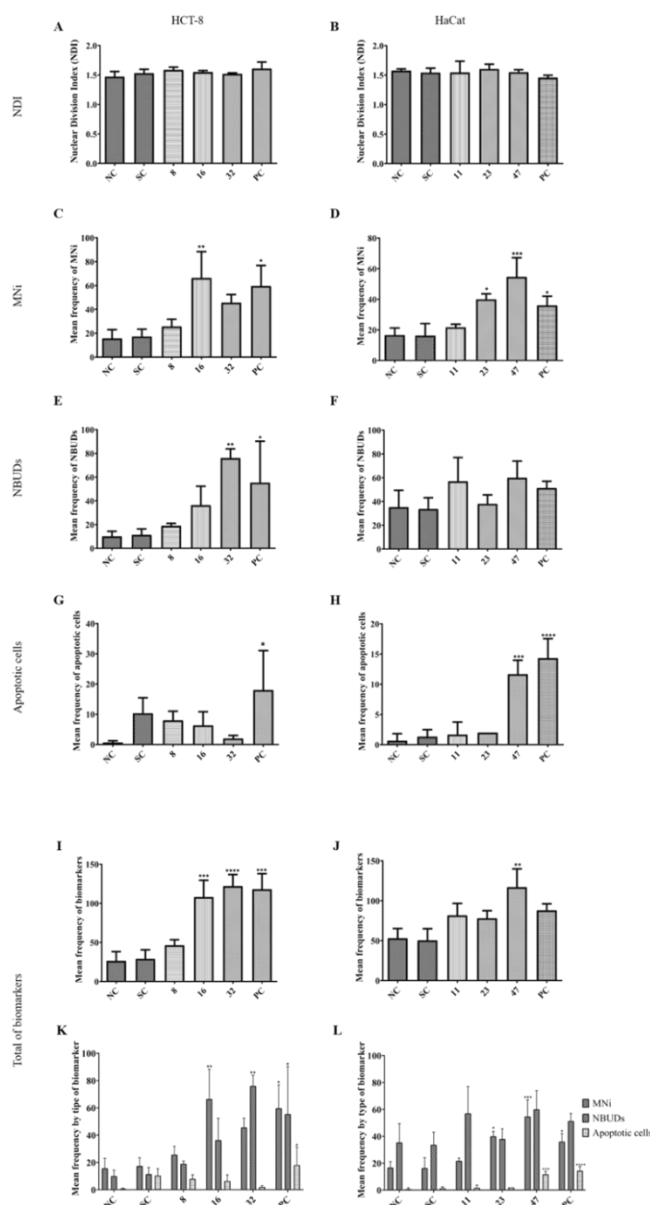 HCT-8
HaCat
A
B
NDI
Nuclear Division Index (NDI)
2.0
1.5
1.0
0.5
0.0
NC
SC
8
16
32
PC
Nuclear Division Index (NDI)
2.0
1.5
1.0
0.5
0.0
NC
SC
11
23
47
PC
C
D
MNi
Mean frequency of MNi
100
80
60
40
20
0
**
*
NC
SC
8
16
32
PC
Mean frequency of MNi
80
60
40
20
0
*
***
*
NC
SC
11
23
47
PC
E
F
NBUDs
Mean frequency of NBUDs
100
80
60
40
20
0
**
*
NC
SC
8
16
32
PC
Mean frequency of NBUDs
100
80
60
40
20
0
NC
SC
11
23
47
PC
G
H
Apoptotic cells
Mean frequency of apoptotic cells
40
30
20
10
0
*
NC
SC
8
16
32
PC
Mean frequency of apoptotic cells
20
15
10
5
0
***
****
NC
SC
11
23
47
PC
I
J
Total of biomarkers
Mean frequency of biomarkers
150
100
50
0
***
****
***
NC
SC
8
16
32
PC
Mean frequency of biomarkers
150
100
50
0
**
NC
SC
11
23
47
PC
K
L
Mean frequency by tipe of biomarker
100
80
60
40
20
0
**
**
*
*
*
NC
SC
8
16
32
PC
Mean frequency by type of biomarker
100
80
60
40
20
0
*
***
***
*
****
NC
SC
11
23
47
PC
MNi
NBUDs
Apoptotic cells